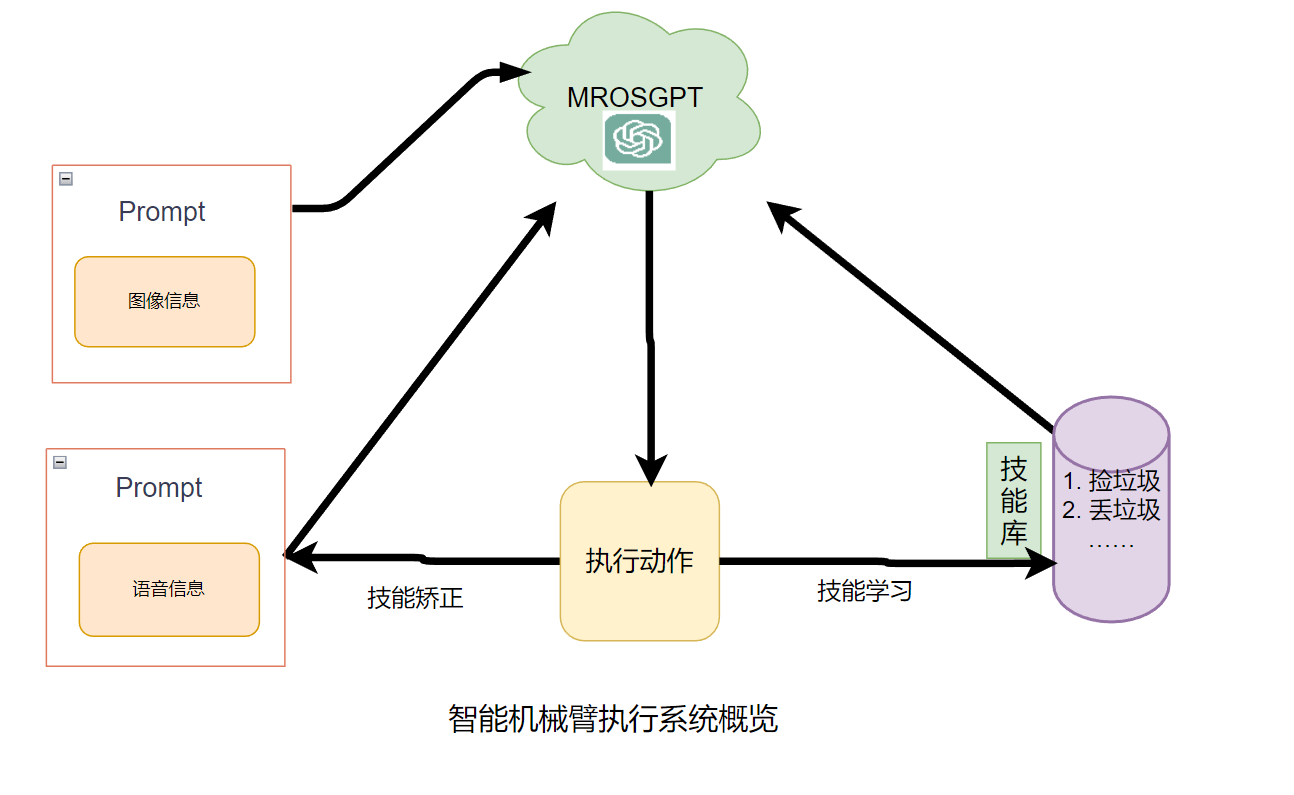 MROSGPT
Prompt
图像信息
Prompt
语音信息
技能矫正
执行动作
技能学习
技
能
库
1. 捡垃圾
2. 丢垃圾
……
智能机械臂执行系统概览